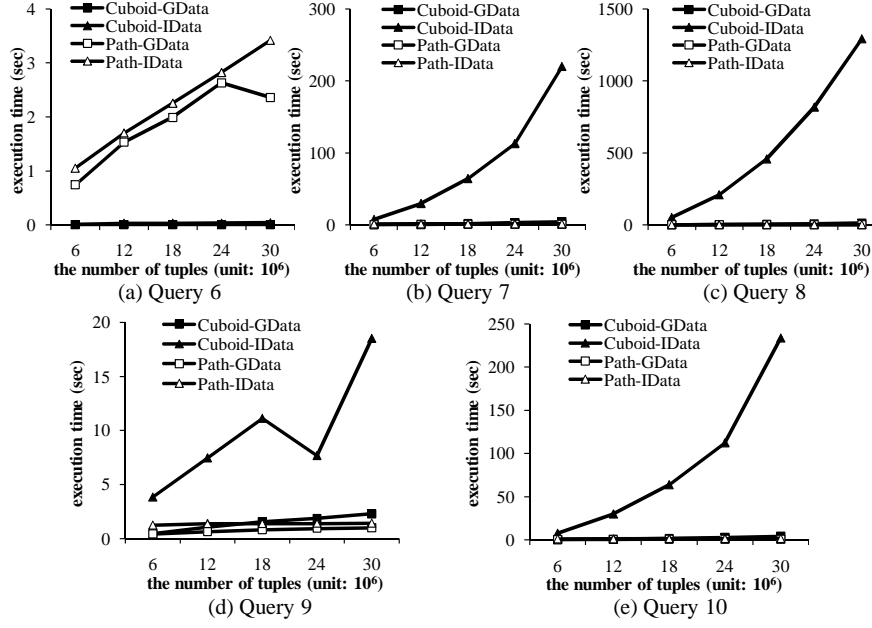 Cuboid-GData
Cuboid-IData
Path-GData
Path-IData
execution time (sec)
4
3
2
1
0
6 12 18 24 30
the number of tuples (unit: 10⁶)
(a) Query 6
Cuboid-GData
Cuboid-IData
Path-GData
Path-IData
execution time (sec)
300
200
100
0
6 12 18 24 30
the number of tuples (unit: 10⁶)
(b) Query 7
Cuboid-GData
Cuboid-IData
Path-GData
Path-IData
execution time (sec)
1500
1000
500
0
6 12 18 24 30
the number of tuples (unit: 10⁶)
(c) Query 8
Cuboid-GData
Cuboid-IData
Path-GData
Path-IData
execution time (sec)
20
15
10
5
0
6 12 18 24 30
the number of tuples (unit: 10⁶)
(d) Query 9
Cuboid-GData
Cuboid-IData
Path-GData
Path-IData
execution time (sec)
250
200
150
100
50
0
6 12 18 24 30
the number of tuples (unit: 10⁶)
(e) Query 10